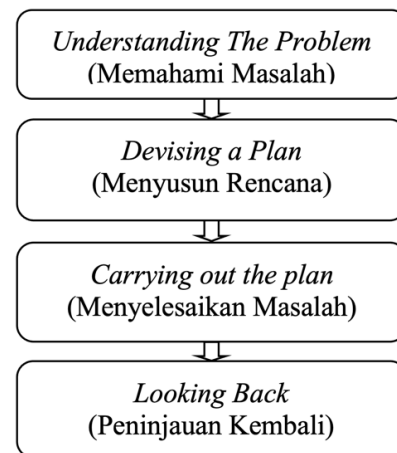 Understanding The Problem
(Memahami Masalah)
Devising a Plan
(Menyusun Rencana)
Carrying out the plan
(Menyelesaikan Masalah)
Looking Back
(Peninjauan Kembali)